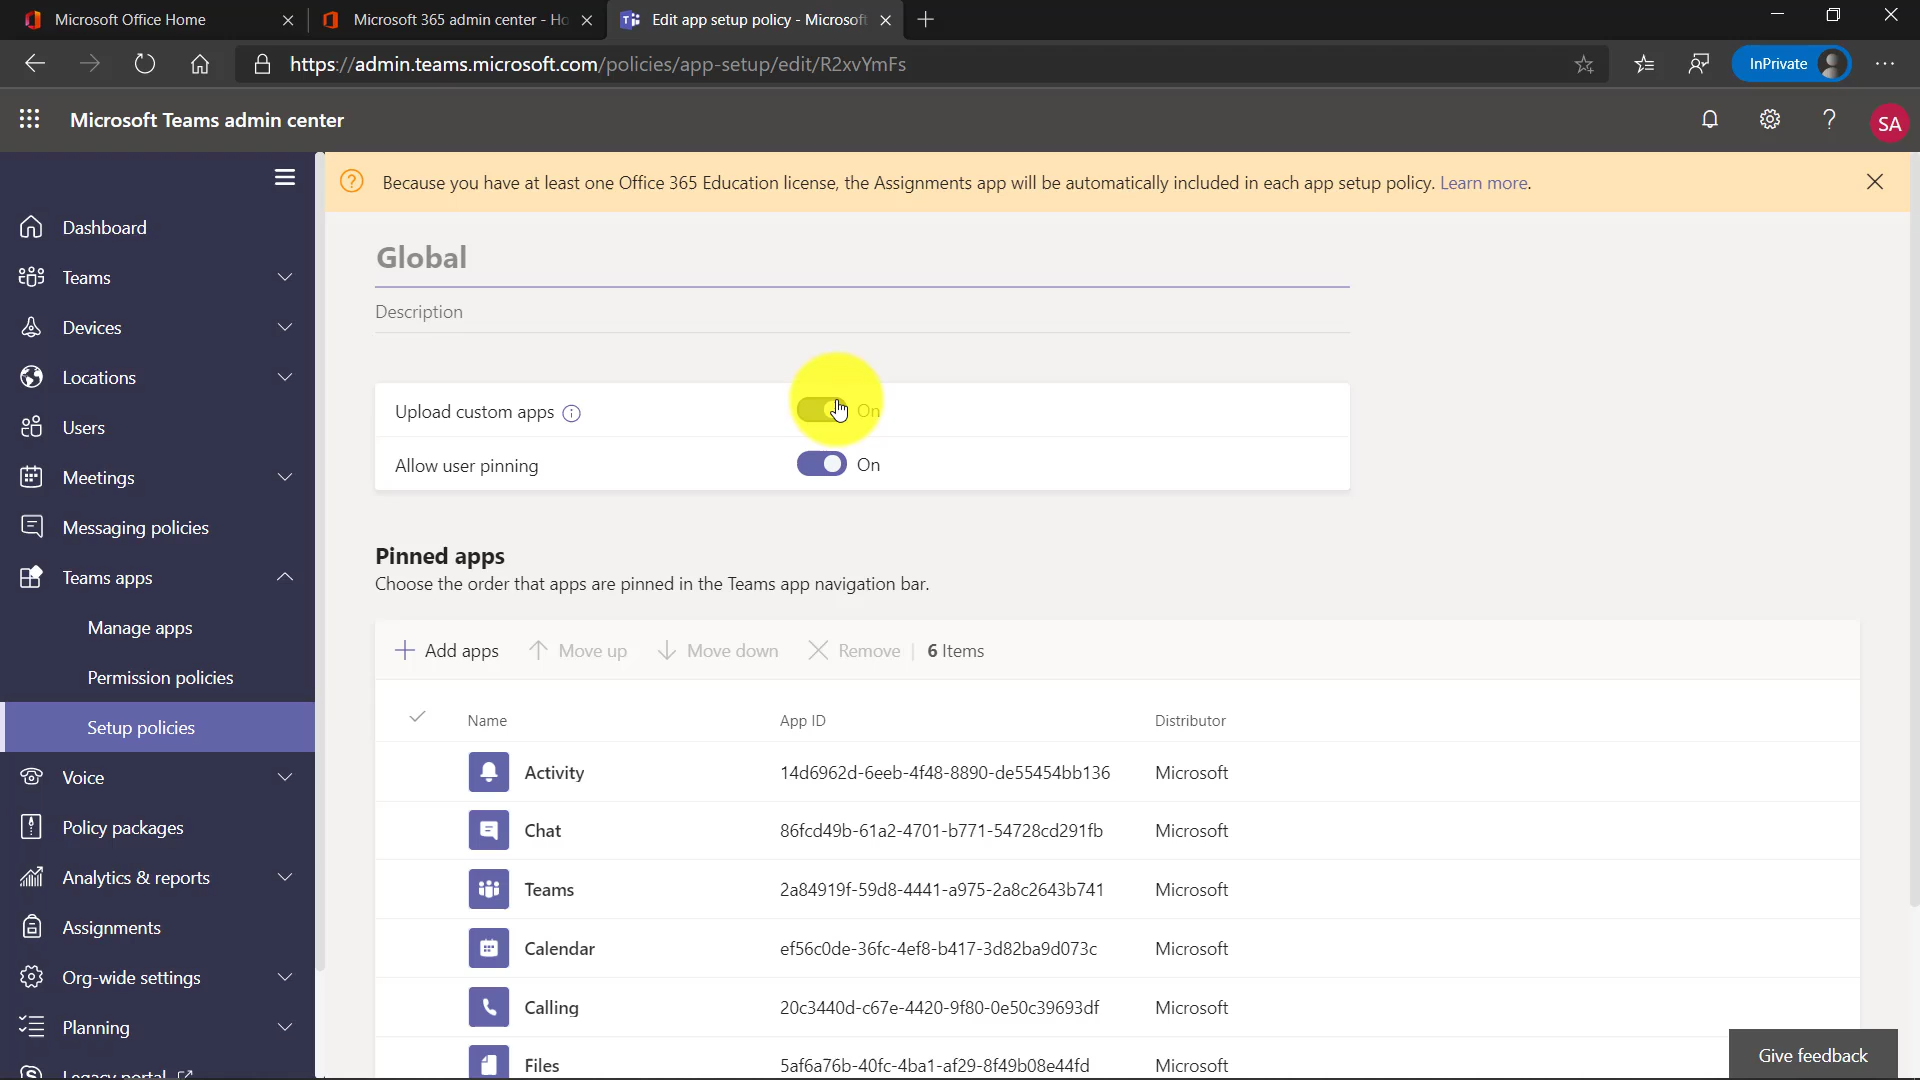 Microsoft Office Home
Microsoft 365 admin center - Ho
Edit app setup policy - Microsoft
https://admin.teams.microsoft.com/policies/app-setup/edit/R2xvYmFs
InPrivate
Microsoft Teams admin center
SA
Because you have at least one Office 365 Education license, the Assignments app will be automatically included in each app setup policy. Learn more.
Dashboard
Teams
Devices
Locations
Users
Meetings
Messaging policies
Teams apps
Manage apps
Permission policies
Setup policies
Voice
Policy packages
Analytics & reports
Assignments
Org-wide settings
Planning
Legacy portal
Global
Description
Upload custom apps
On
Allow user pinning
On
Pinned apps
Choose the order that apps are pinned in the Teams app navigation bar.
Add apps Move up Move down Remove 6 Items
Name App ID Distributor
Activity 14d6962d-6eeb-4f48-8890-de55454bb136 Microsoft
Chat 86fcd49b-61a2-4701-b771-54728cd291fb Microsoft
Teams 2a84919f-59d8-4441-a975-2a8c2643b741 Microsoft
Calendar ef56c0de-36fc-4ef8-b417-3d82ba9d073c Microsoft
Calling 20c3440d-c67e-4420-9f80-0e50c39693df Microsoft
Files 5af6a76b-40fc-4ba1-af29-8f49b08e44fd Microsoft
Give feedback